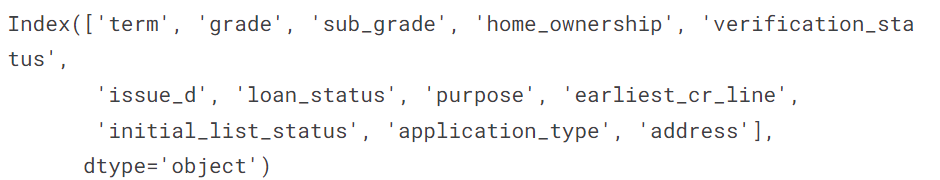 Index(['term', 'grade', 'sub_grade', 'home_ownership', 'verification_sta
tus',
       'issue_d', 'loan_status', 'purpose', 'earliest_cr_line',
       'initial_list_status', 'application_type', 'address'],
      dtype='object')